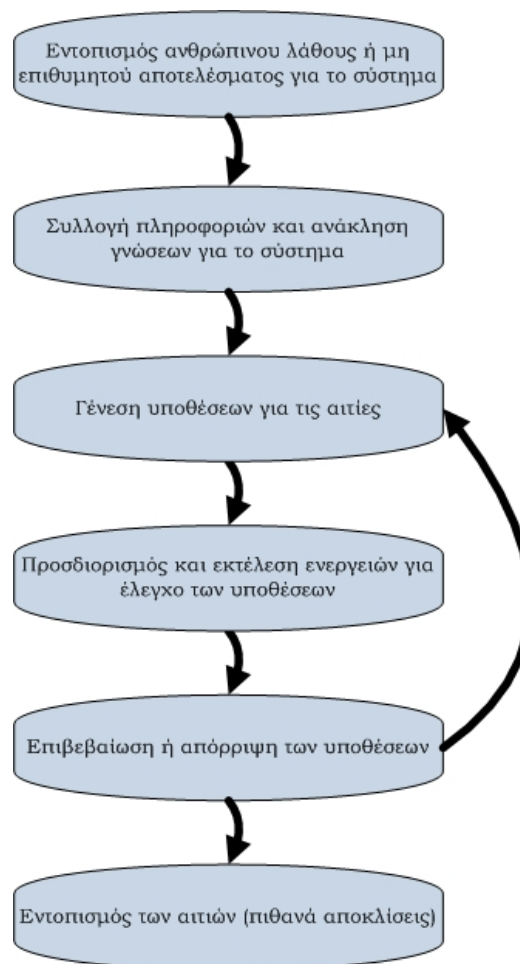 Εντοπισμός ανθρώπινου λάθους ή μη
επιθυμητού αποτελέσματος για το σύστημα
Συλλογή πληροφοριών και ανάκληση
γνώσεων για το σύστημα
Γένεση υποθέσεων για τις αιτίες
Προσδιορισμός και εκτέλεση ενεργειών για
έλεγχο των υποθέσεων
Επιβεβαίωση ή απόρριψη των υποθέσεων
Εντοπισμός των αιτιών (πιθανά αποκλίσεις)